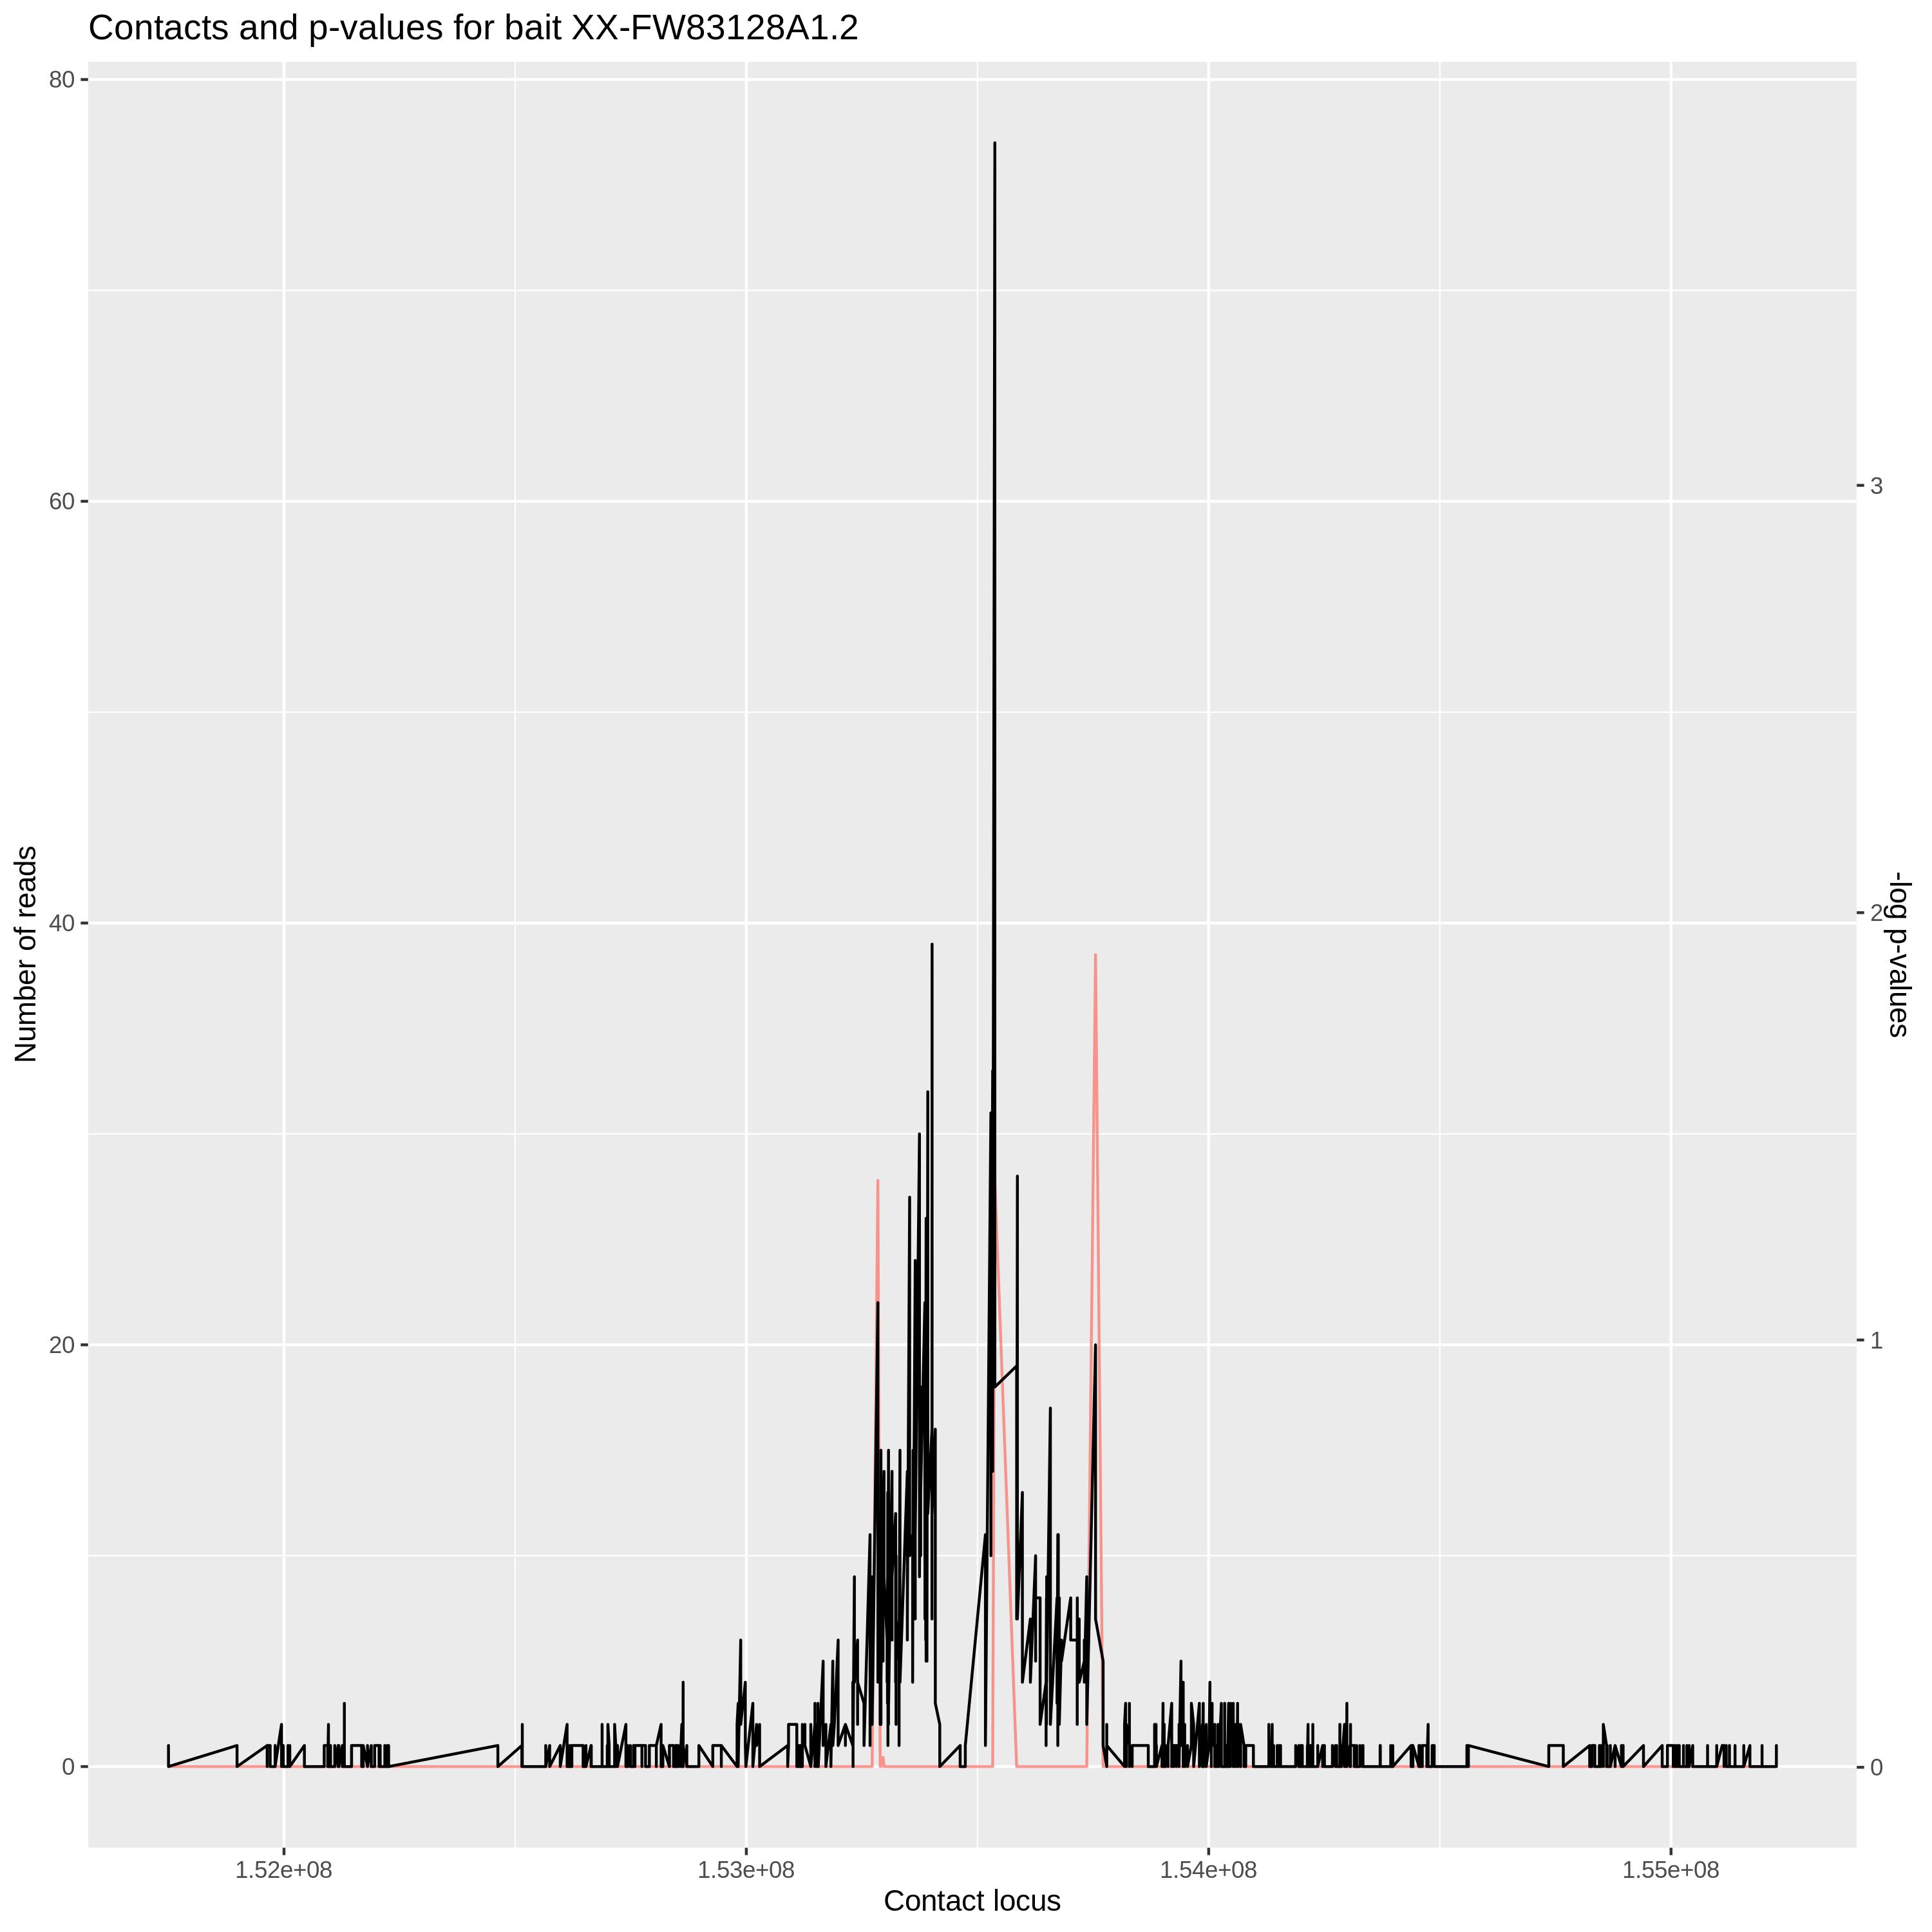 Contacts and p-values for bait XX-FW83128A1.2
80
60
40
20
0
Number of reads
3
2
1
0
-log p-values
1.52e+08
1.53e+08
1.54e+08
1.55e+08
Contact locus